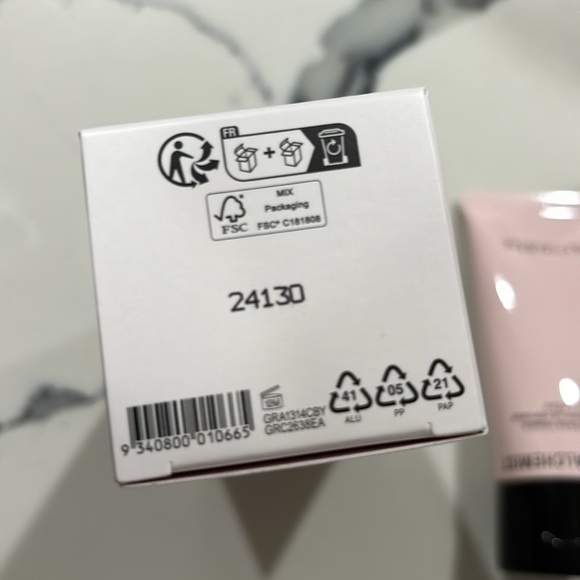 FR
+
MIX
Packaging
FSC® C181808
FSC
24130
9 340800 010665
12M
GRA1314CBY
GRC2638EA
41
ALU
05
PP
21
PAP